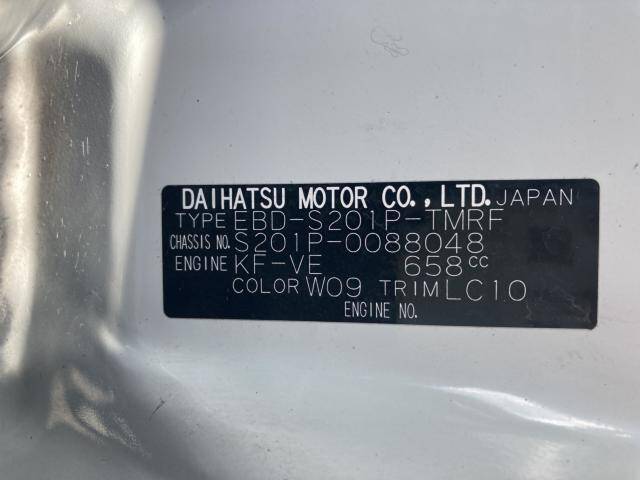 DAIHATSU MOTOR CO.,LTD. JAPAN
TYPE EBD-S201P-TMRF
CHASSIS NO. S201P-0088048
ENGINE KF-VE 658cc
COLOR W09 TRIM LC10
ENGINE NO.